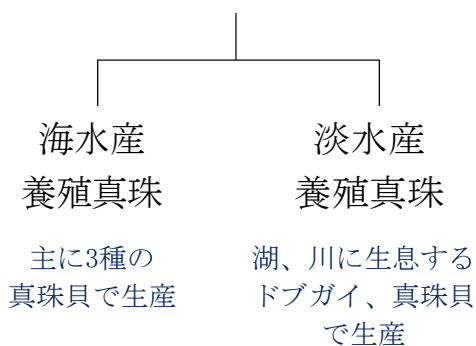 海水産
養殖真珠
主に3種の
真珠貝で生産
淡水産
養殖真珠
湖、川に生息する
ドブガイ、真珠貝
で生産